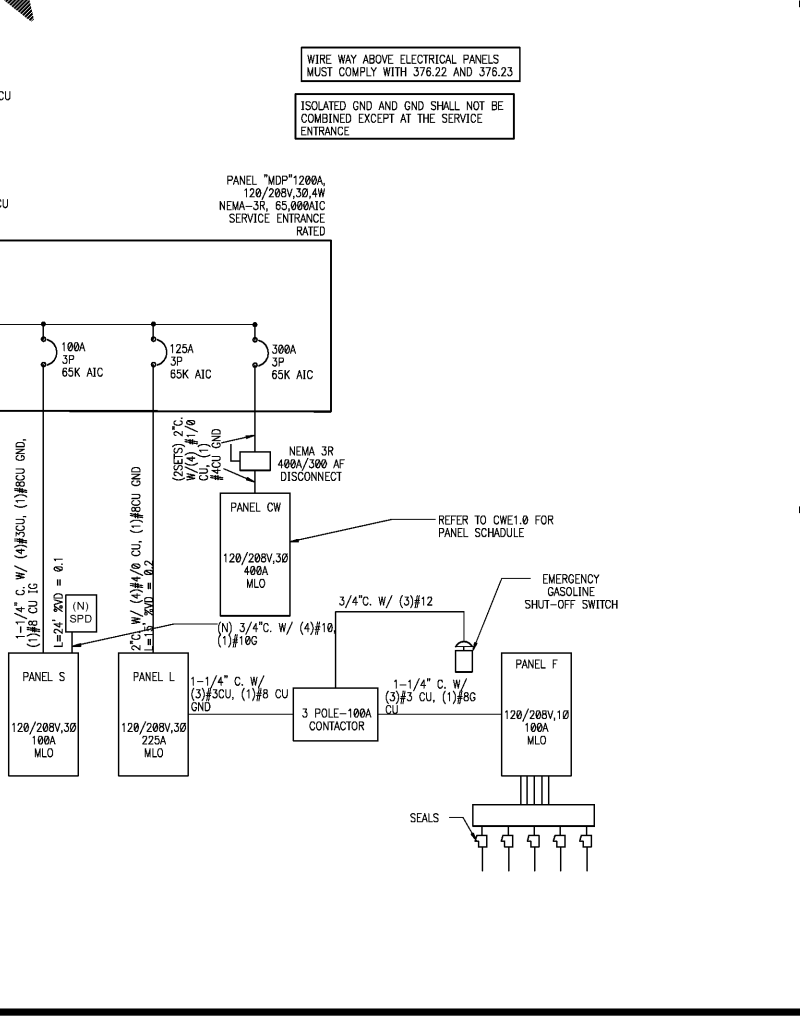 WIRE WAY ABOVE ELECTRICAL PANELS
MUST COMPLY WITH 376.22 AND 376.23
CU
ISOLATED GND AND GND SHALL NOT BE
COMBINED EXCEPT AT THE SERVICE
ENTRANCE
PANEL "MDP"1200A,
120/208V,3Ø,4W
NEMA-3R, 65,000AIC
SERVICE ENTRANCE
RATED
CU
100A
3P
65K AIC
125A
3P
65K AIC
300A
3P
65K AIC
1-1/4" C. W/ (4)#3CU, (1)#8CU GND,
(1)#8 CU IG
L=24' %VD = 0.1
2"C. W/ (4)#4/0 CU, (1)#8CU GND
L=15' %VD = 0.2
(2SETS) 2"C.
W/(4) #1/0
CU, (1)
#4CU GND
NEMA 3R
400A/300 AF
DISCONNECT
PANEL CW
120/208V,3Ø
400A
MLO
REFER TO CWE1.0 FOR
PANEL SCHADULE
EMERGENCY
GASOLINE
SHUT-OFF SWITCH
3/4"C. W/ (3)#12
(N)
SPD
(N) 3/4"C. W/ (4)#10,
(1)#10G
PANEL S
120/208V,3Ø
100A
MLO
PANEL L
120/208V,3Ø
225A
MLO
1-1/4" C. W/
(3)#3CU, (1)#8 CU
GND
3 POLE-100A
CONTACTOR
1-1/4" C. W/
(3)#3 CU, (1)#8G
CU
PANEL F
120/208V,1Ø
100A
MLO
SEALS